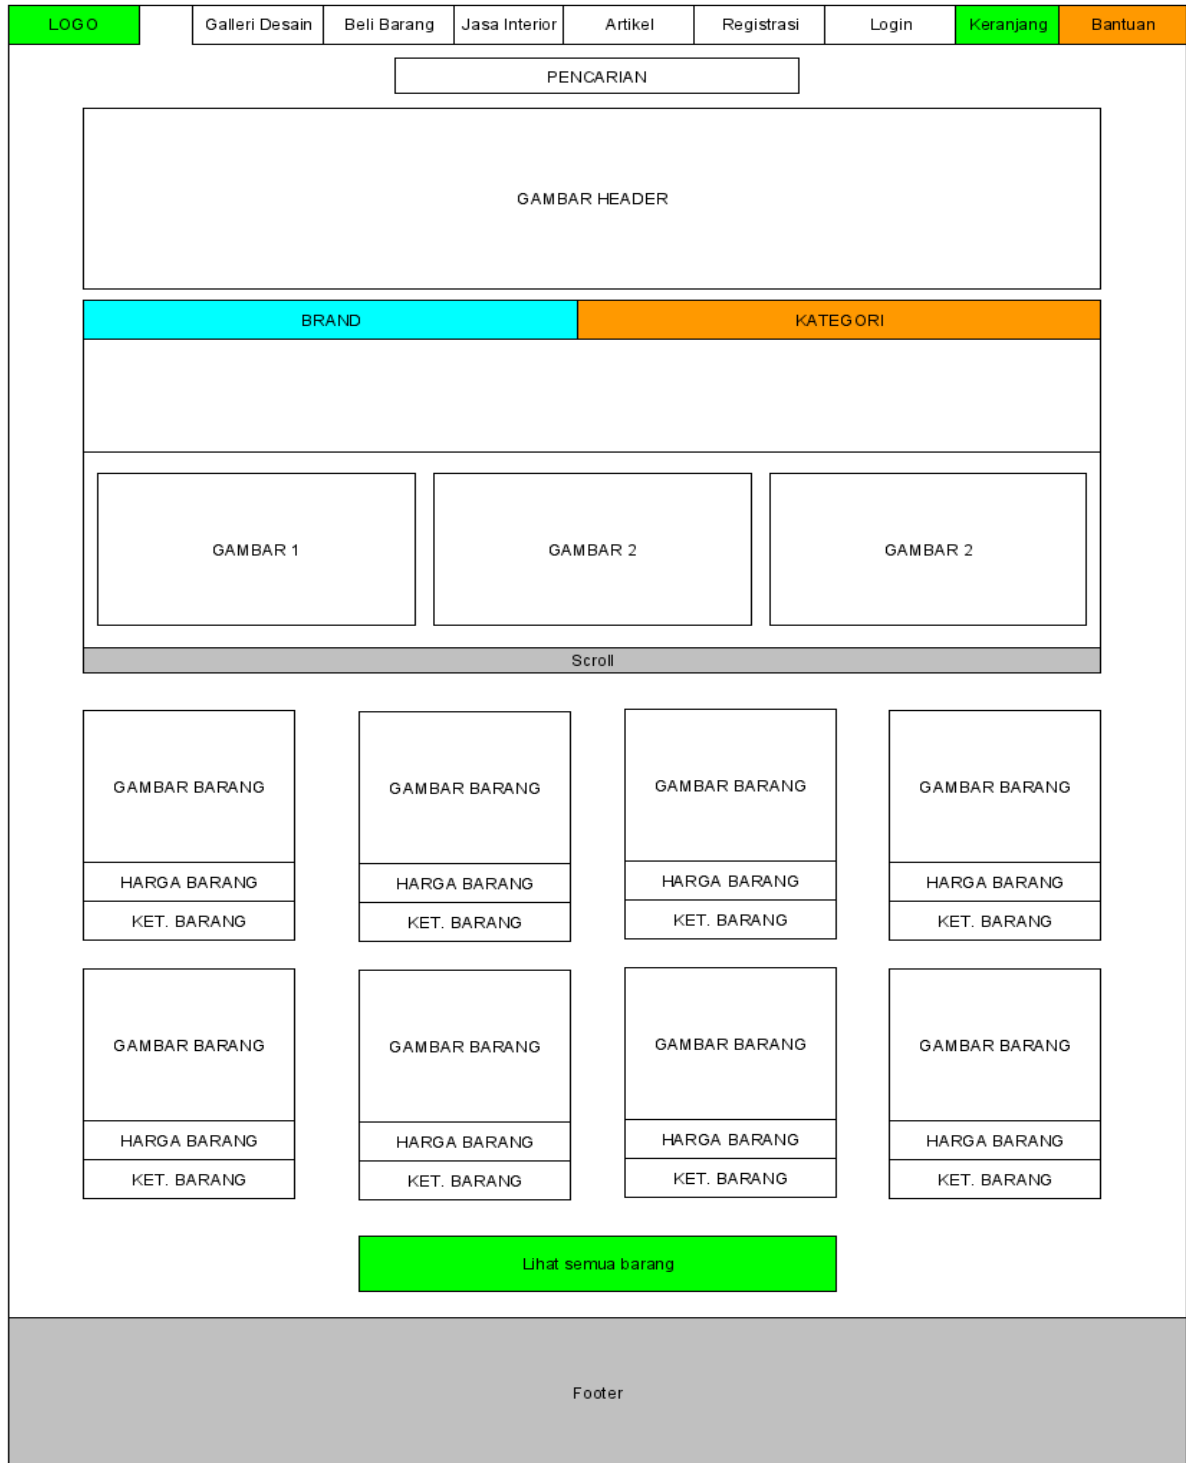 LOGO
Galleri Desain
Beli Barang
Jasa Interior
Artikel
Registrasi
Login
Keranjang
Bantuan
PENCARIAN
GAMBAR HEADER
BRAND
KATEGORI
GAMBAR 1
GAMBAR 2
GAMBAR 2
Scroll
GAMBAR BARANG
GAMBAR BARANG
GAMBAR BARANG
GAMBAR BARANG
HARGA BARANG
HARGA BARANG
HARGA BARANG
HARGA BARANG
KET. BARANG
KET. BARANG
KET. BARANG
KET. BARANG
GAMBAR BARANG
GAMBAR BARANG
GAMBAR BARANG
GAMBAR BARANG
HARGA BARANG
HARGA BARANG
HARGA BARANG
HARGA BARANG
KET. BARANG
KET. BARANG
KET. BARANG
KET. BARANG
Lihat semua barang
Footer